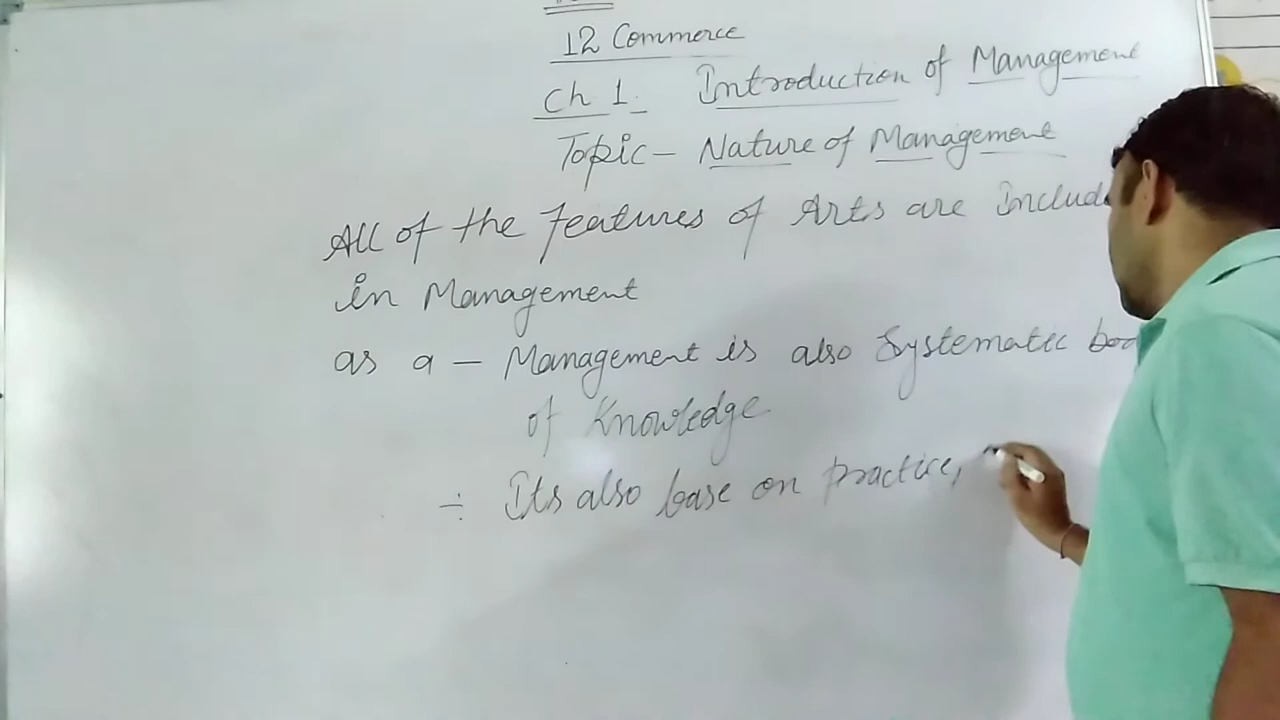 12 Commerce
Ch 1. Introduction of Management
Topic - Nature of Management
All of the features of Arts are Include
in Management
as a - Management is also Systematic
of Knowledge
÷ Its also base on practice,